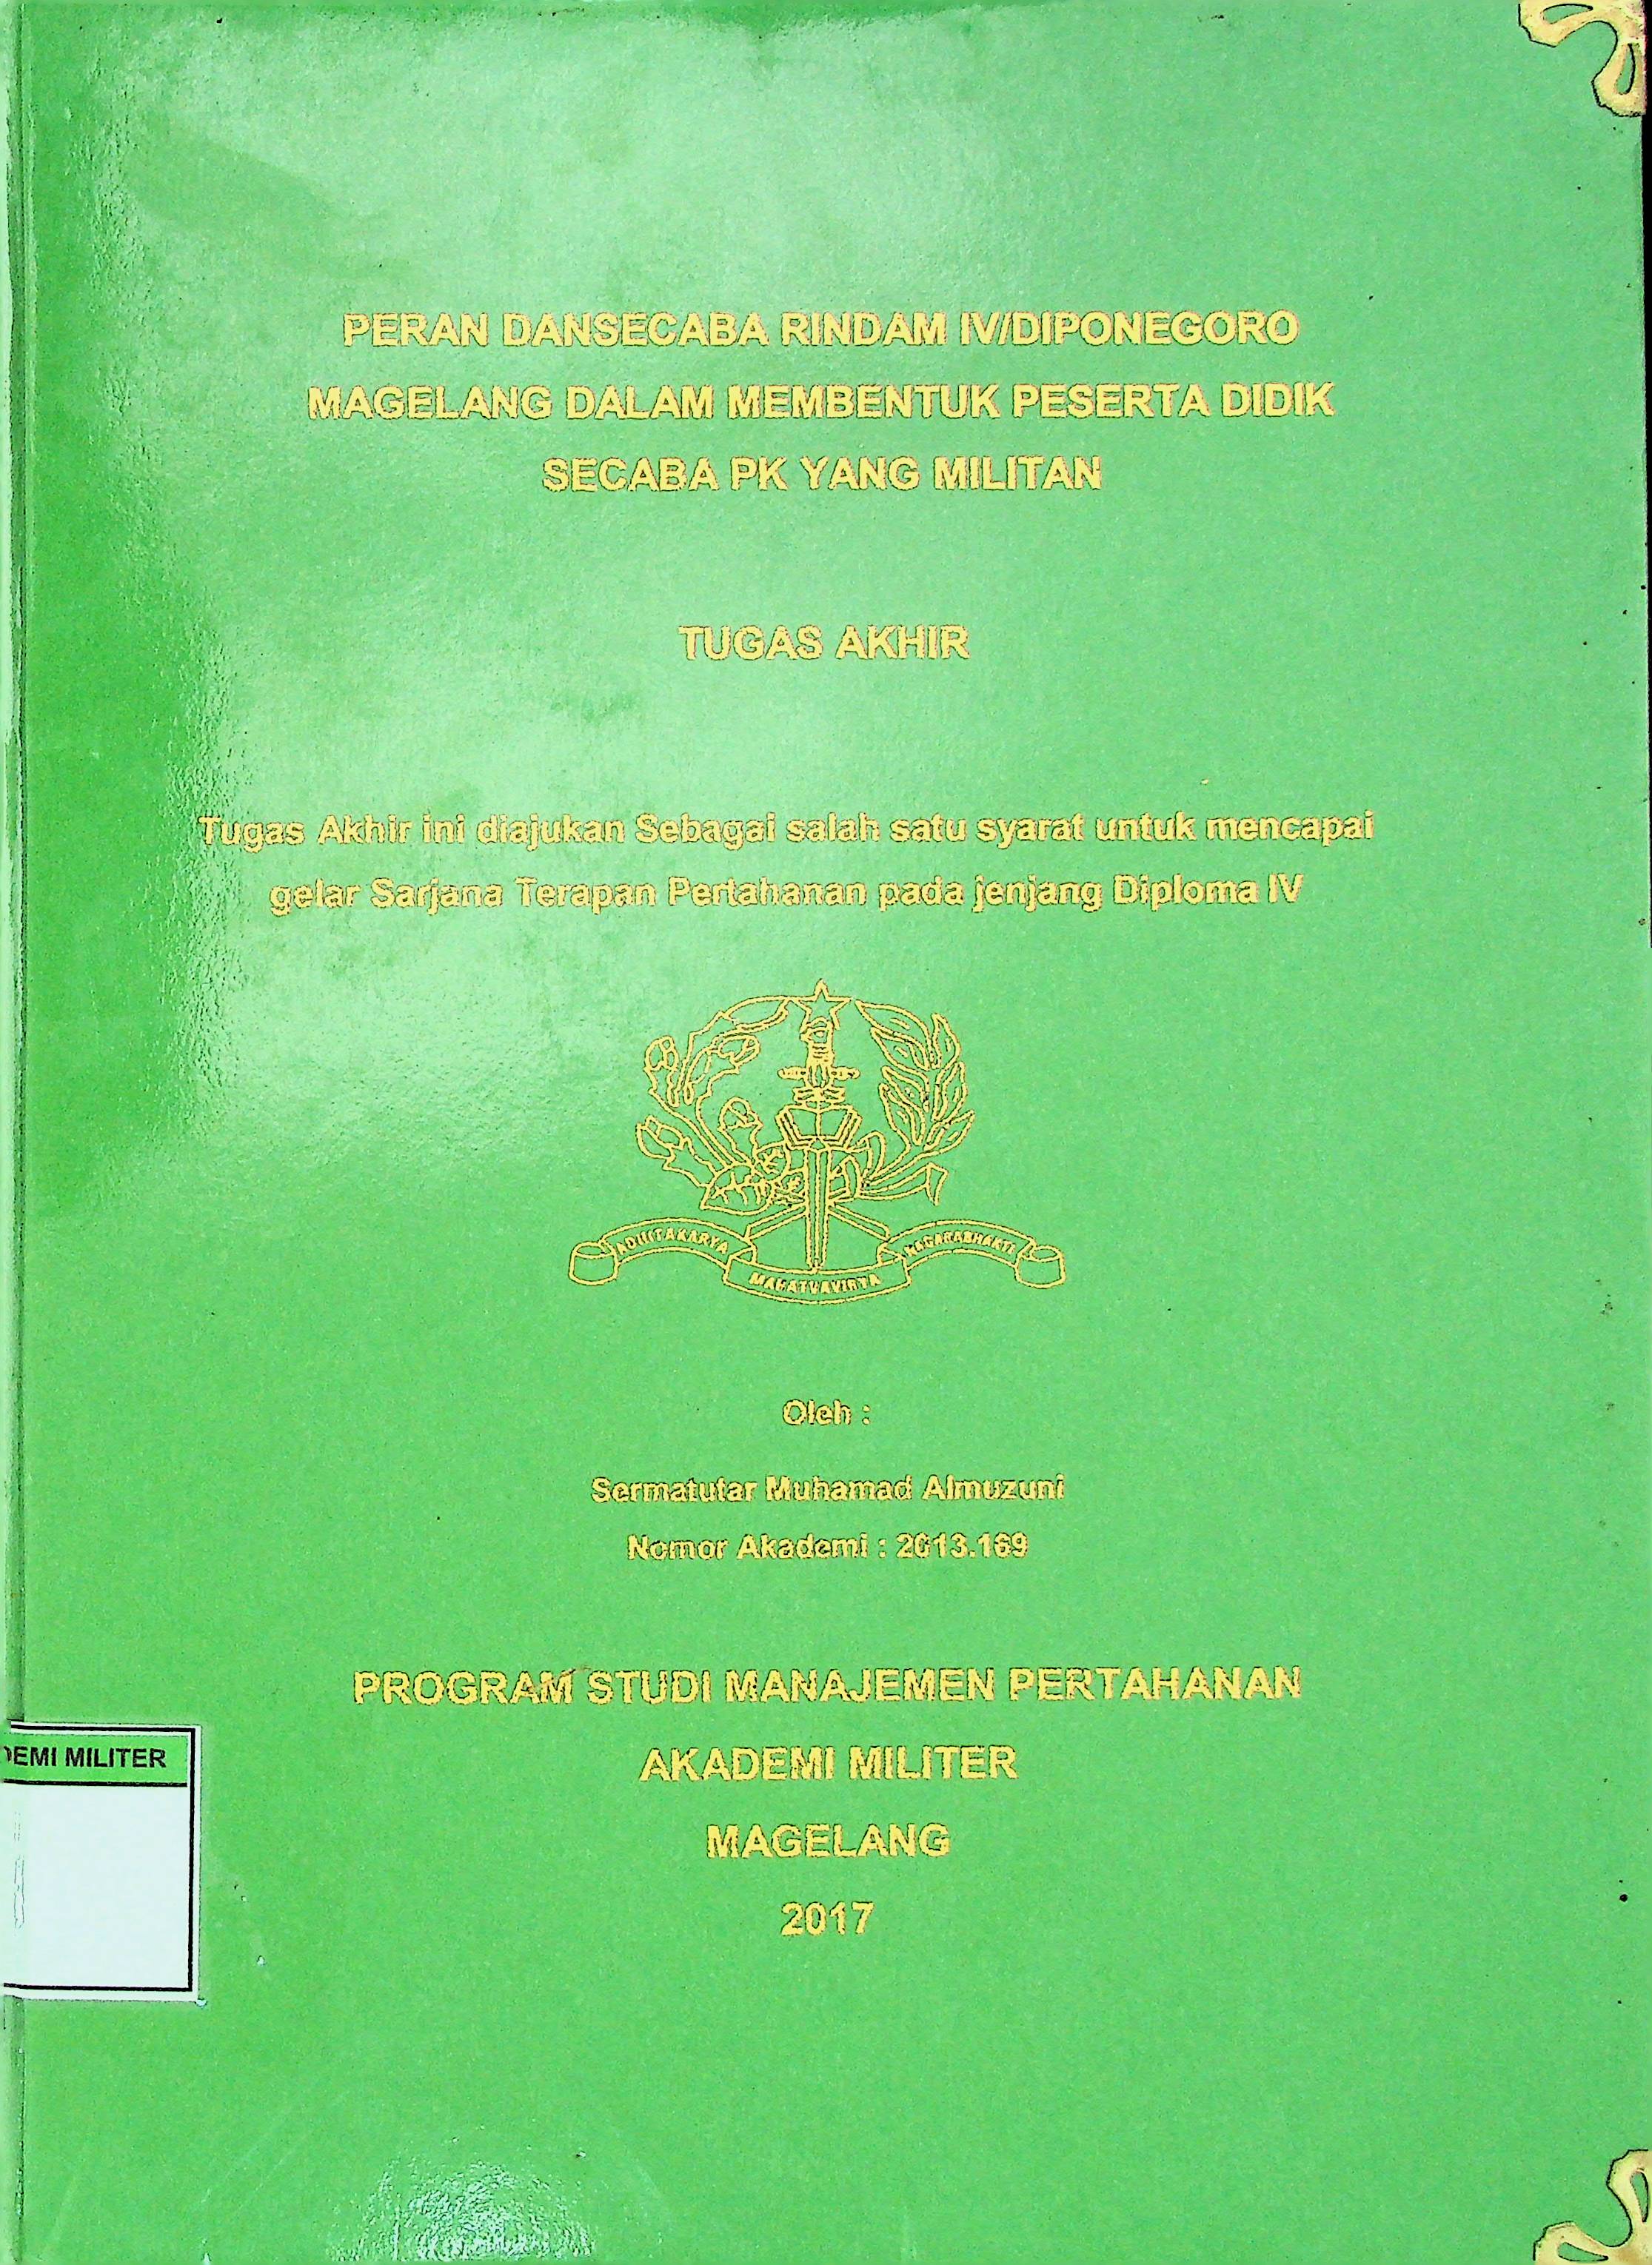 PERAN DANSECABA RINDAM IV/DIPONEGORO
MAGELANG DALAM MEMBENTUK PESERTA DIDIK
SECABA PK YANG MILITAN
TUGAS AKHIR
Tugas Akhir ini diajukan Sebagai salah satu syarat untuk mencapai
gelar Sarjana Terapan Pertahanan pada jenjang Diploma IV
ADHITAKARYA
MAHATVAVIRYA
NAGARABHAKTI
Oleh :
Sermatutar Muhamad Almuzuni
Nomor Akademi : 2013.169
PROGRAM STUDI MANAJEMEN PERTAHANAN
DEMI MILITER
AKADEMI MILITER
MAGELANG
2017